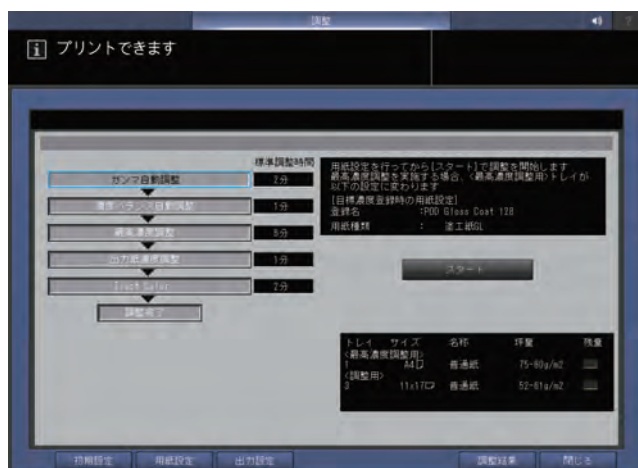 調整
プリントできます
標準調整時間
ガンマ自動調整 2分
濃度バランス自動調整 1分
最高濃度調整 8分
出力紙濃度調整 1分
Touch Color 2分
調整完了
用紙設定を行ってから[スタート]で調整を開始します
最高濃度調整を実施する場合、<最高濃度調整用>トレイが
以下の設定に変わります
[目標濃度登録時の用紙設定]
登録名 :POD Gloss Coat 128
用紙種類 : 塗工紙GL
スタート
トレイ サイズ 名称 坪量 残量
<最高濃度調整用>
1 A4 普通紙 75-80g/m2
<調整用>
3 11x17 普通紙 52-61g/m2
初期設定 用紙設定 出力設定 調整結果 閉じる